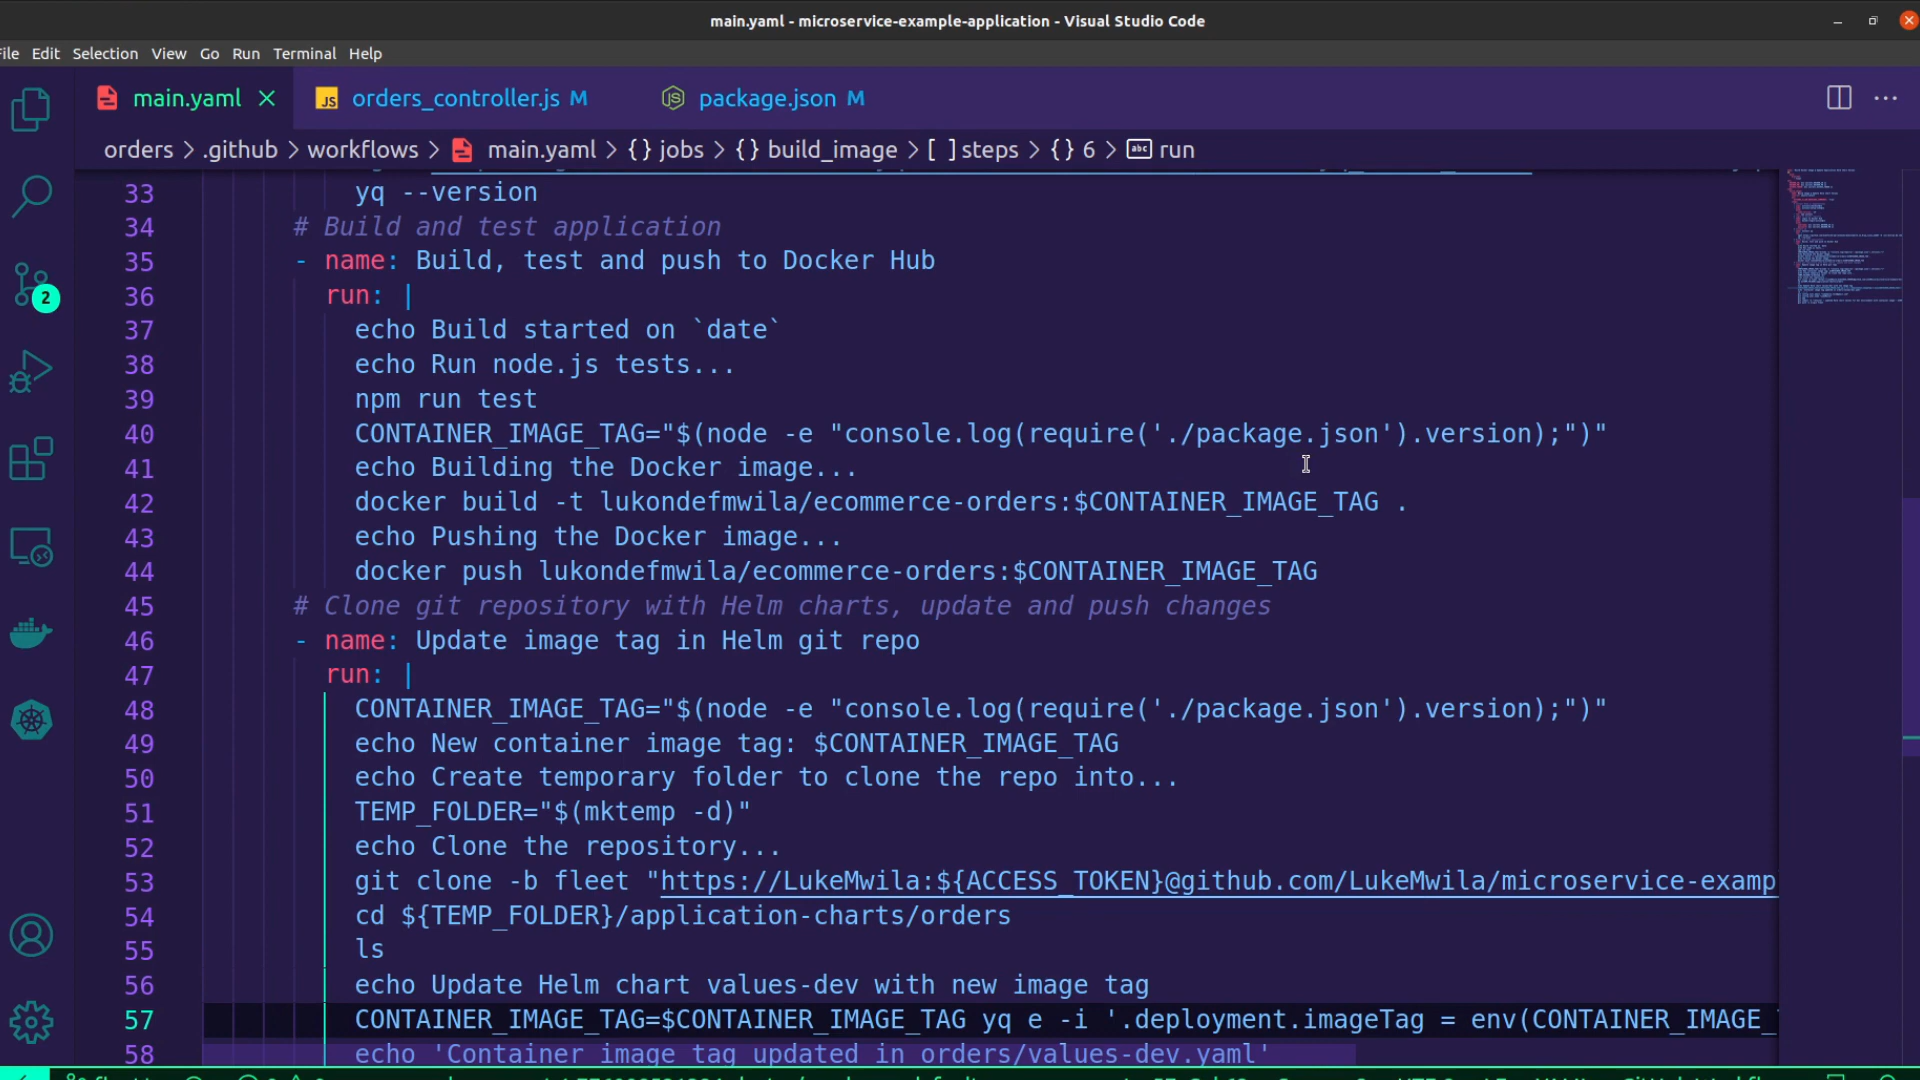 main.yaml - microservice-example-application - Visual Studio Code
File Edit Selection View Go Run Terminal Help
main.yaml
JS orders_controller.js M
JS package.json M
orders > .github > workflows > main.yaml > {} jobs > {} build_image > [ ] steps > {} 6 > abc run
33 yq --version
34 # Build and test application
35 - name: Build, test and push to Docker Hub
36 run: |
37 echo Build started on `date`
38 echo Run node.js tests...
39 npm run test
40 CONTAINER_IMAGE_TAG="$(node -e "console.log(require('./package.json').version);")"
41 echo Building the Docker image...
42 docker build -t lukondefmwila/ecommerce-orders:$CONTAINER_IMAGE_TAG .
43 echo Pushing the Docker image...
44 docker push lukondefmwila/ecommerce-orders:$CONTAINER_IMAGE_TAG
45 # Clone git repository with Helm charts, update and push changes
46 - name: Update image tag in Helm git repo
47 run: |
48 CONTAINER_IMAGE_TAG="$(node -e "console.log(require('./package.json').version);")"
49 echo New container image tag: $CONTAINER_IMAGE_TAG
50 echo Create temporary folder to clone the repo into...
51 TEMP_FOLDER="$(mktemp -d)"
52 echo Clone the repository...
53 git clone -b fleet "https://LukeMwila:${ACCESS_TOKEN}@github.com/LukeMwila/microservice-examp
54 cd ${TEMP_FOLDER}/application-charts/orders
55 ls
56 echo Update Helm chart values-dev with new image tag
57 CONTAINER_IMAGE_TAG=$CONTAINER_IMAGE_TAG yq e -i '.deployment.imageTag = env(CONTAINER_IMAGE_
58 echo 'Container image tag updated in orders/values-dev.yaml'
2